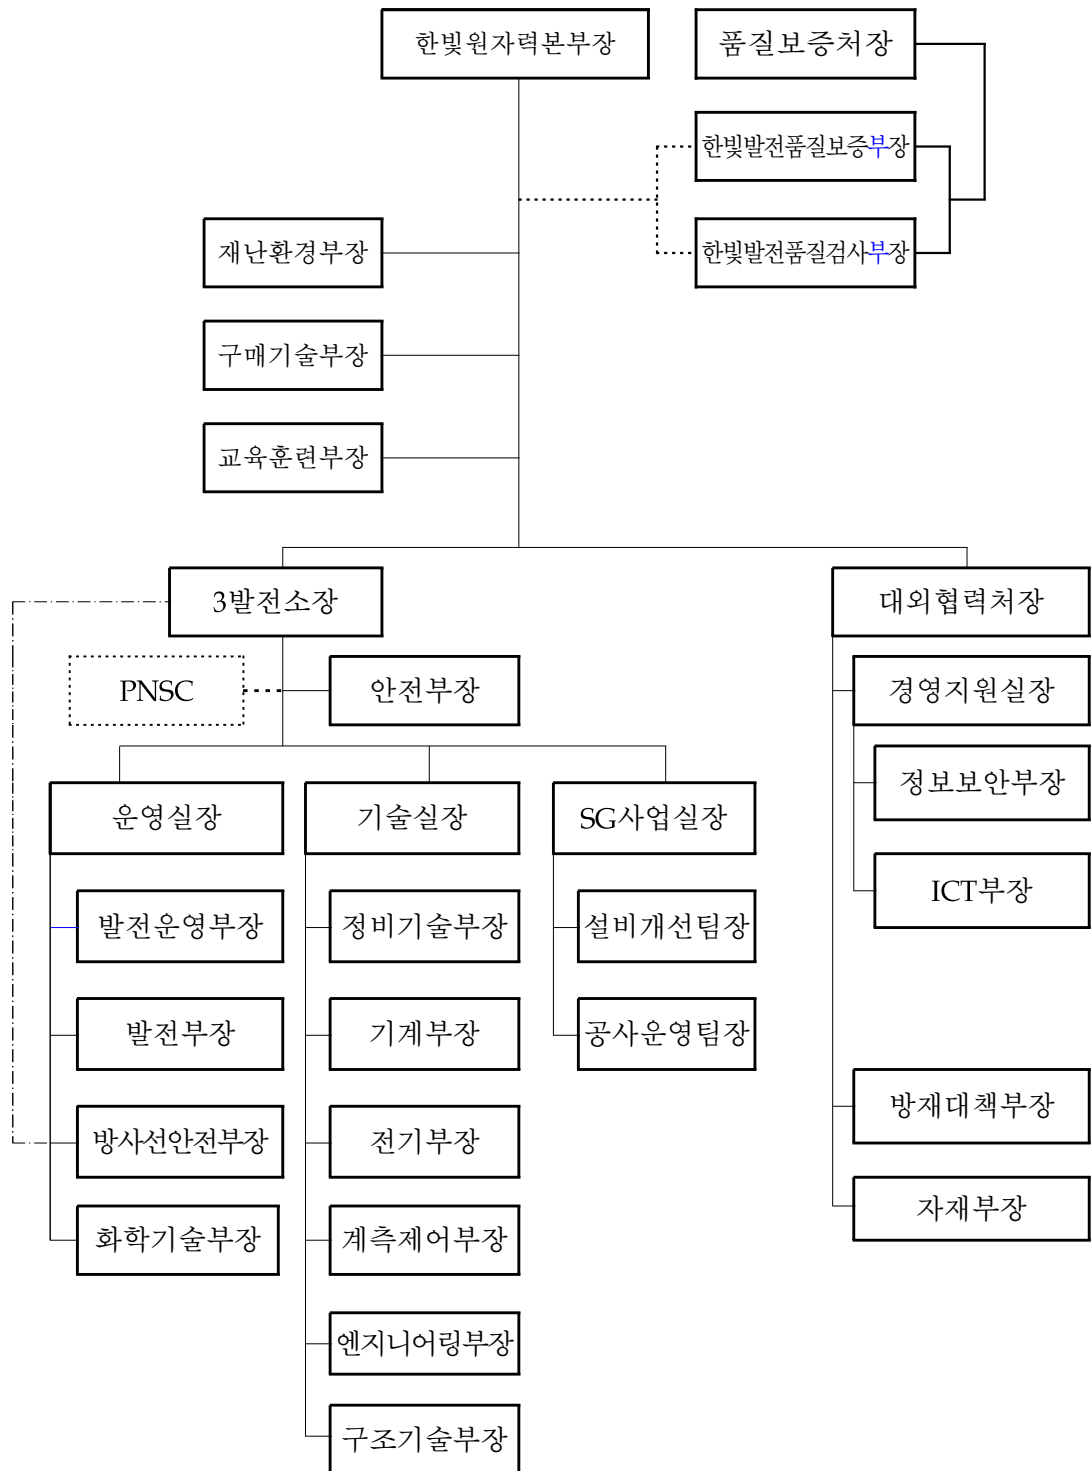 한빛원자력본부장
품질보증처장
한빛발전품질보증부장
한빛발전품질검사부장
재난환경부장
구매기술부장
교육훈련부장
3발전소장
대외협력처장
PNSC
안전부장
경영지원실장
정보보안부장
ICT부장
운영실장
기술실장
SG사업실장
발전운영부장
정비기술부장
설비개선팀장
발전부장
기계부장
공사운영팀장
방재대책부장
방사선안전부장
전기부장
자재부장
화학기술부장
계측제어부장
엔지니어링부장
구조기술부장